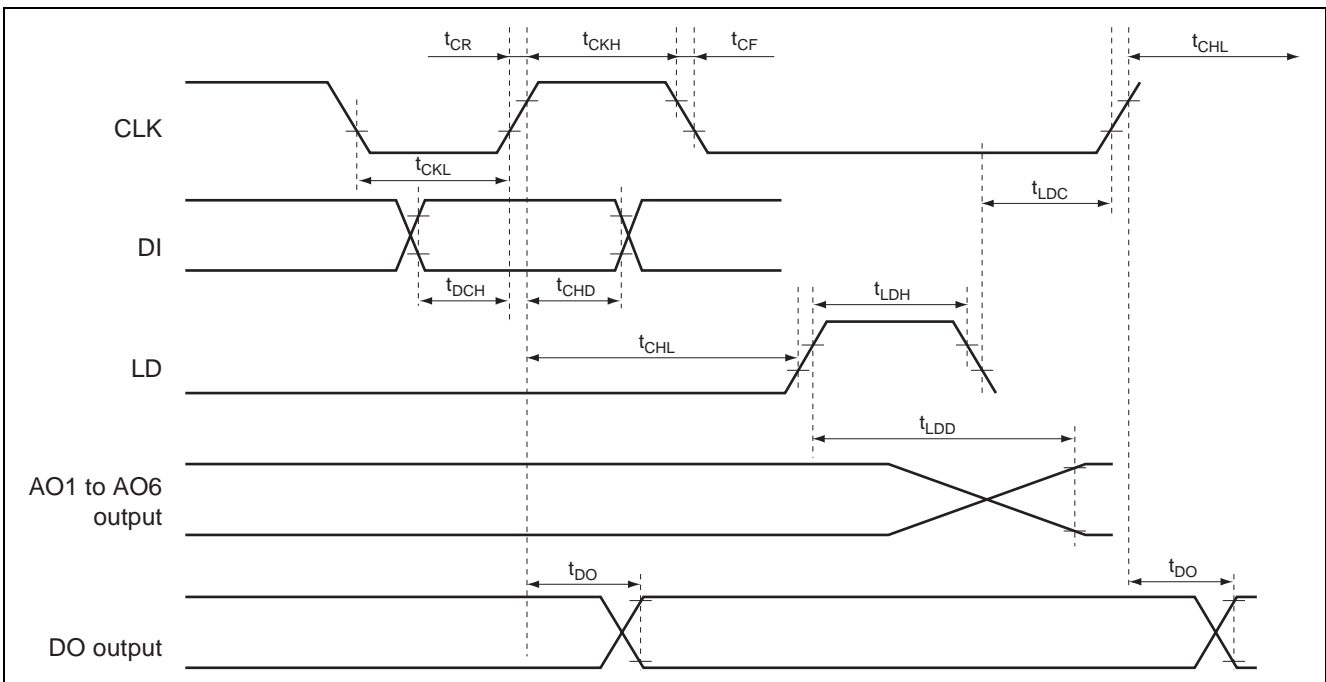 tCR
tCKH
tCF
tCHL
CLK
tCKL
tLDC
DI
tDCH
tCHD
tLDH
tCHL
LD
tLDD
AO1 to AO6
output
tDO
tDO
DO output